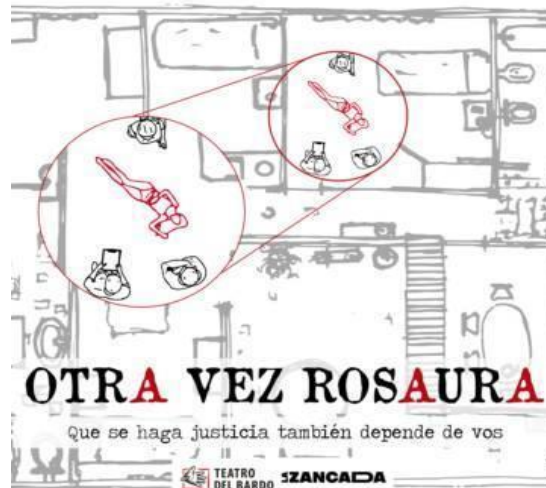 OTRA VEZ ROSAURA
Que se haga justicia también depende de vos
TEATRO
DEL BARDO
ZANCADA